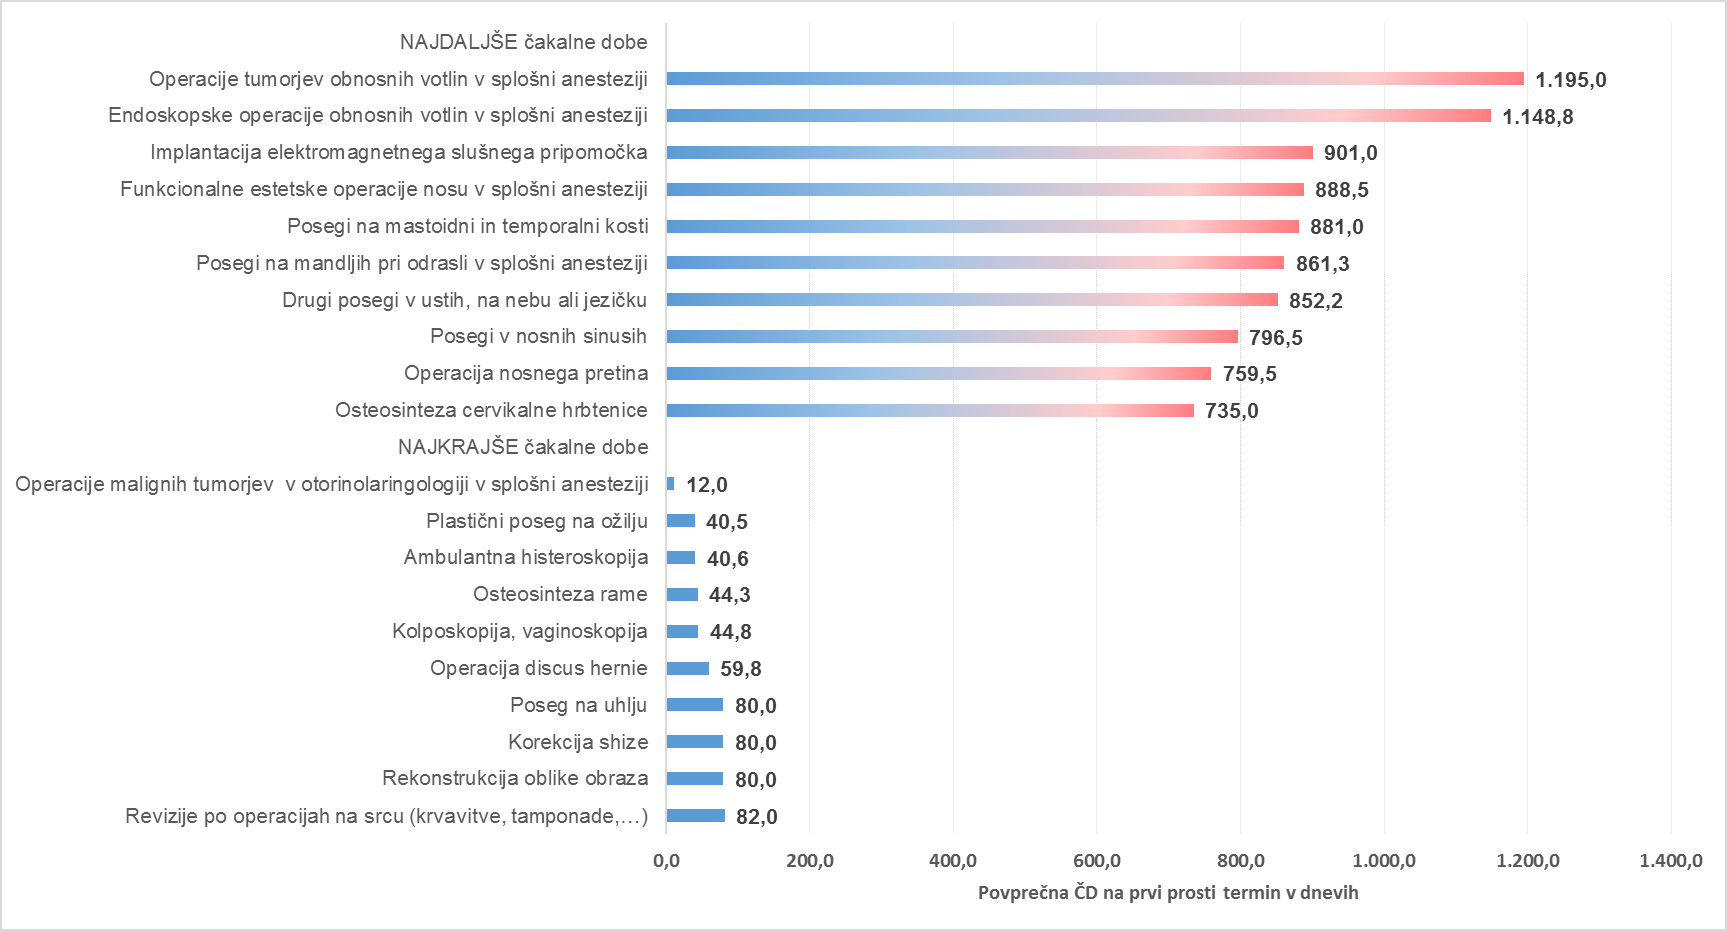 NAJDALJŠE čakalne dobe
Operacije tumorjev obnosnih votlin v splošni anesteziji 1.195,0
Endoskopske operacije obnosnih votlin v splošni anesteziji 1.148,8
Implantacija elektromagnetnega slušnega pripomočka 901,0
Funkcionalne estetske operacije nosu v splošni anesteziji 888,5
Posegi na mastoidni in temporalni kosti 881,0
Posegi na mandljih pri odrasli v splošni anesteziji 861,3
Drugi posegi v ustih, na nebu ali jezičku 852,2
Posegi v nosnih sinusih 796,5
Operacija nosnega pretina 759,5
Osteosinteza cervikalne hrbtenice 735,0
NAJKRAJŠE čakalne dobe
Operacije malignih tumorjev  v otorinolaringologiji v splošni anesteziji 12,0
Plastični poseg na ožilju 40,5
Ambulantna histeroskopija 40,6
Osteosinteza rame 44,3
Kolposkopija, vaginoskopija 44,8
Operacija discus hernie 59,8
Poseg na uhlju 80,0
Korekcija shize 80,0
Rekonstrukcija oblike obraza 80,0
Revizije po operacijah na srcu (krvavitve, tamponade,…) 82,0
0,0 200,0 400,0 600,0 800,0 1.000,0 1.200,0 1.400,0
Povprečna ČD na prvi prosti termin v dnevih